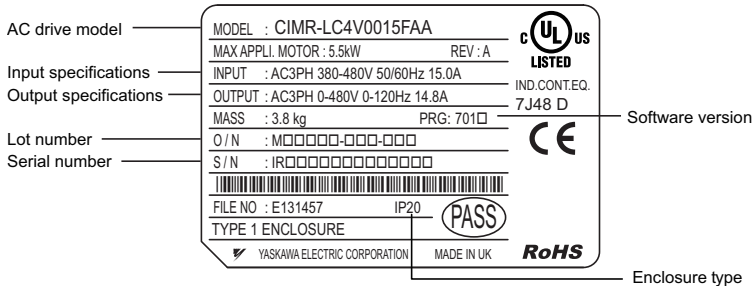 AC drive model
MODEL : CIMR-LC4V0015FAA
C UL US
LISTED
MAX APPLI. MOTOR : 5.5kW REV : A
Input specifications
INPUT : AC3PH 380-480V 50/60Hz 15.0A
IND.CONT.EQ.
Output specifications
OUTPUT : AC3PH 0-480V 0-120Hz 14.8A
7J48 D
MASS : 3.8 kg PRG: 701□
Software version
CE
Lot number
O / N : M□□□□□-□□□-□□□
Serial number
S / N : IR□□□□□□□□□□□□□
FILE NO : E131457 IP20
PASS
TYPE 1 ENCLOSURE
YASKAWA ELECTRIC CORPORATION MADE IN UK
RoHS
Enclosure type